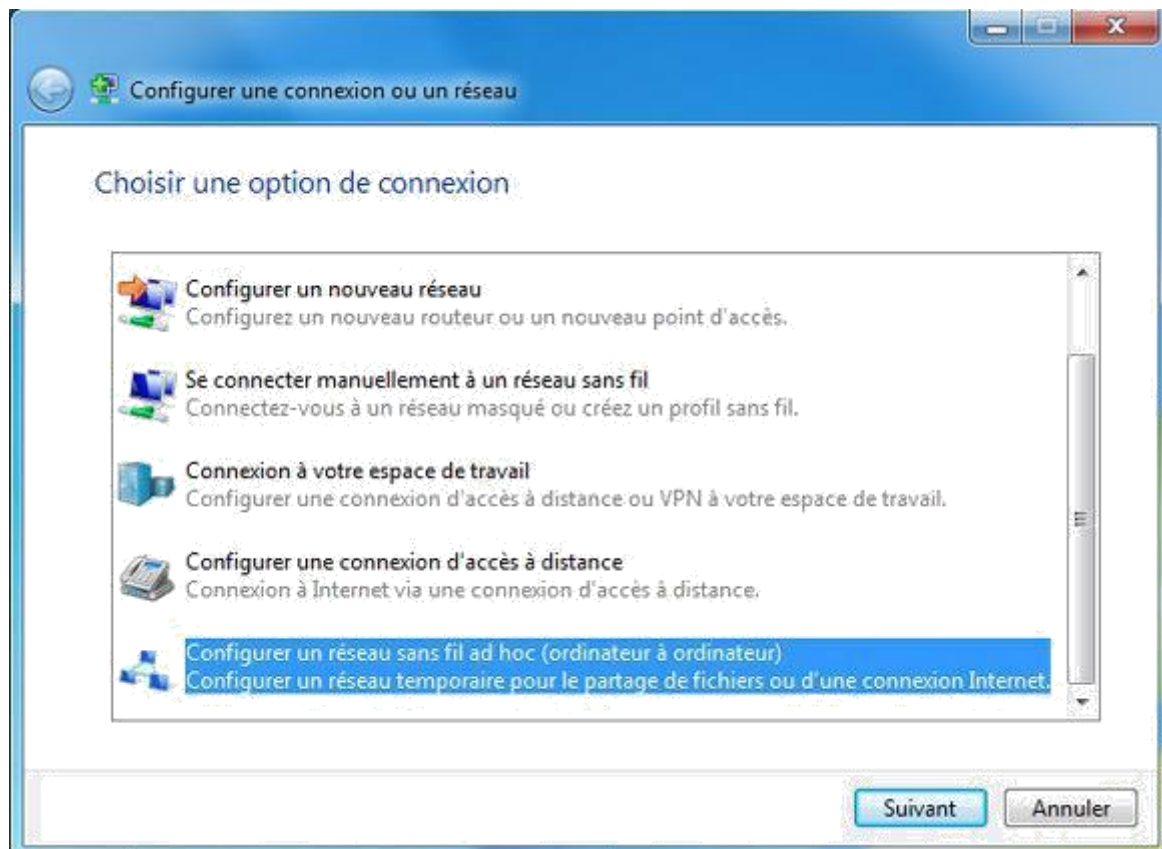 Configurer une connexion ou un réseau
Choisir une option de connexion
Configurer un nouveau réseau
Configurez un nouveau routeur ou un nouveau point d'accès.
Se connecter manuellement à un réseau sans fil
Connectez-vous à un réseau masqué ou créez un profil sans fil.
Connexion à votre espace de travail
Configurer une connexion d'accès à distance ou VPN à votre espace de travail.
Configurer une connexion d'accès à distance
Connexion à Internet via une connexion d'accès à distance.
Configurer un réseau sans fil ad hoc (ordinateur à ordinateur)
Configurer un réseau temporaire pour le partage de fichiers ou d'une connexion Internet.
Suivant
Annuler